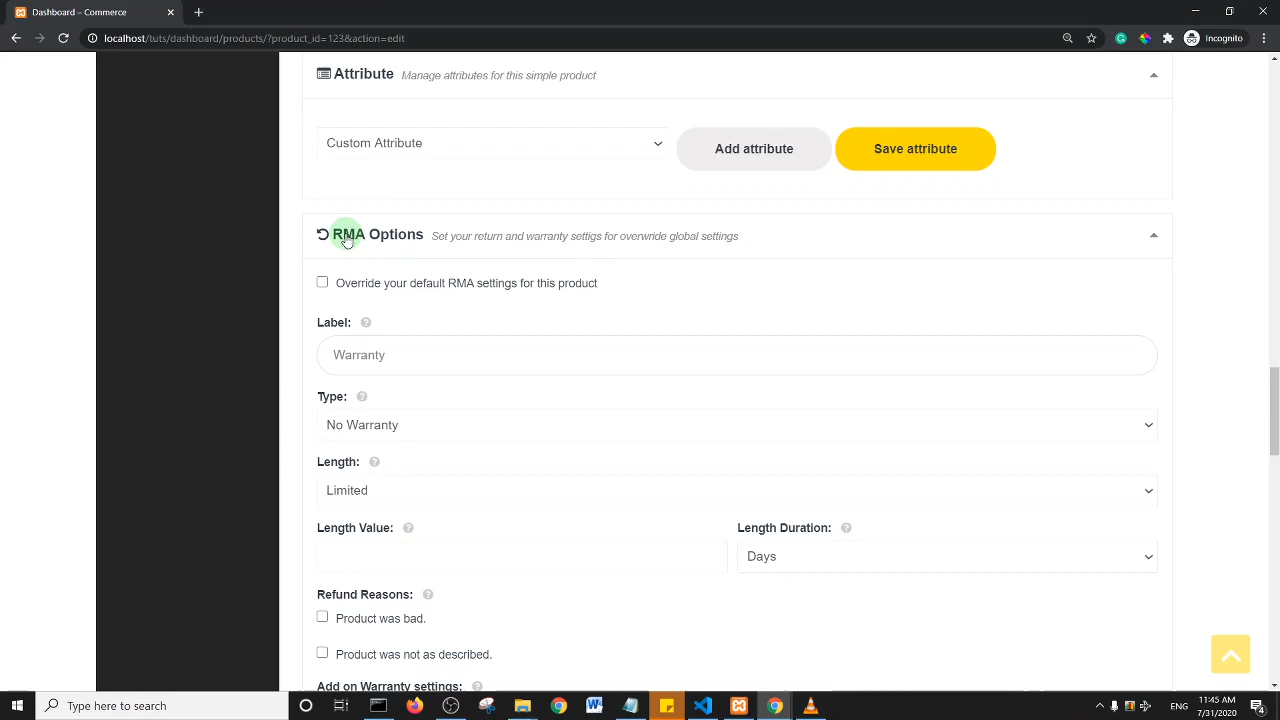 Dashboard – Commerce
localhost/tuts/dashboard/products/?product_id=123&action=edit
Incognito
Attribute Manage attributes for this simple product.
Custom Attribute
Add attribute
Save attribute
RMA Options Set your return and warranty settigs for overwride global settings
Override your default RMA settings for this product
Label:
Warranty
Type:
No Warranty
Length:
Limited
Length Value:
Length Duration:
Days
Refund Reasons:
Product was bad.
Product was not as described.
Add on Warranty settings:
Type here to search
ENG
11:45 AM
7/31/2020